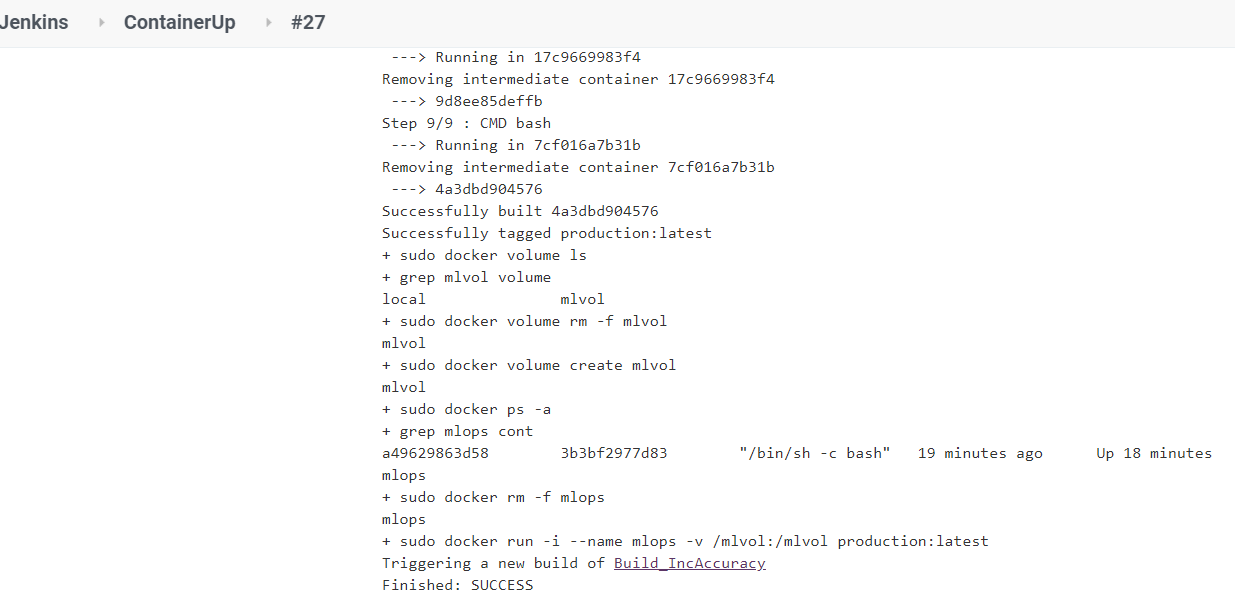 Jenkins ContainerUp #27
---> Running in 17c9669983f4
Removing intermediate container 17c9669983f4
---> 9d8ee85deffb
Step 9/9 : CMD bash
---> Running in 7cf016a7b31b
Removing intermediate container 7cf016a7b31b
---> 4a3dbd904576
Successfully built 4a3dbd904576
Successfully tagged production:latest
+ sudo docker volume ls
+ grep mlvol volume
local mlvol
+ sudo docker volume rm -f mlvol
mlvol
+ sudo docker volume create mlvol
mlvol
+ sudo docker ps -a
+ grep mlops cont
a49629863d58 3b3bf2977d83 "/bin/sh -c bash" 19 minutes ago Up 18 minutes
mlops
+ sudo docker rm -f mlops
mlops
+ sudo docker run -i --name mlops -v /mlvol:/mlvol production:latest
Triggering a new build of Build_IncAccuracy
Finished: SUCCESS